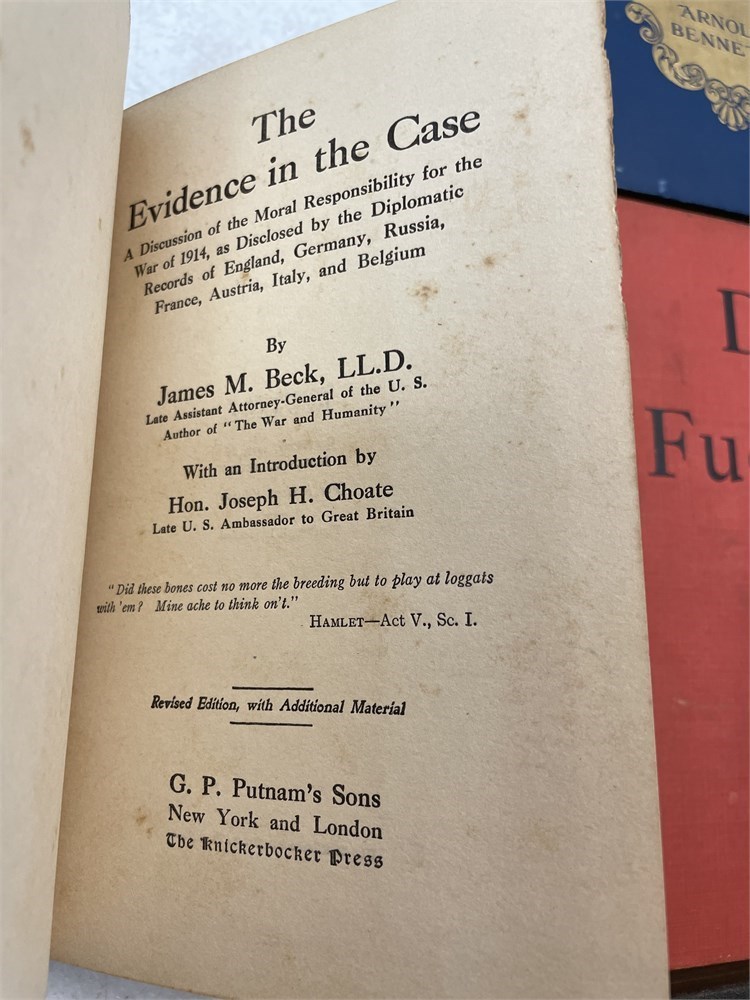 The
Evidence in the Case
A Discussion of the Moral Responsibility for the
War of 1914, as Disclosed by the Diplomatic
Records of England, Germany, Russia,
France, Austria, Italy, and Belgium
By
James M. Beck, LL.D.
Late Assistant Attorney-General of the U. S.
Author of "The War and Humanity"
With an Introduction by
Hon. Joseph H. Choate
Late U. S. Ambassador to Great Britain
"Did these bones cost no more the breeding but to play at loggats
with 'em? Mine ache to think on't."
HAMLET—Act V., Sc. I.
Revised Edition, with Additional Material
G. P. Putnam's Sons
New York and London
The Knickerbocker Press
ARNOL
BENNE
Fu